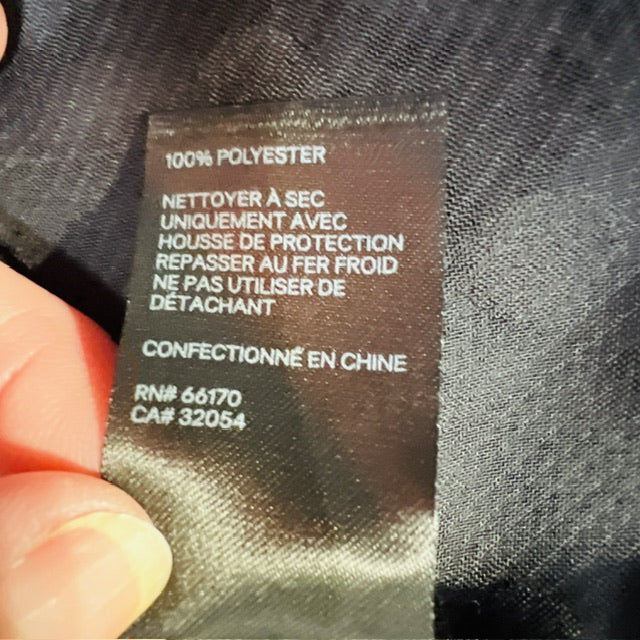 100% POLYESTER
NETTOYER À SEC
UNIQUEMENT AVEC
HOUSSE DE PROTECTION
REPASSER AU FER FROID
NE PAS UTILISER DE
DÉTACHANT
CONFECTIONNÉ EN CHINE
RN# 66170
CA# 32054